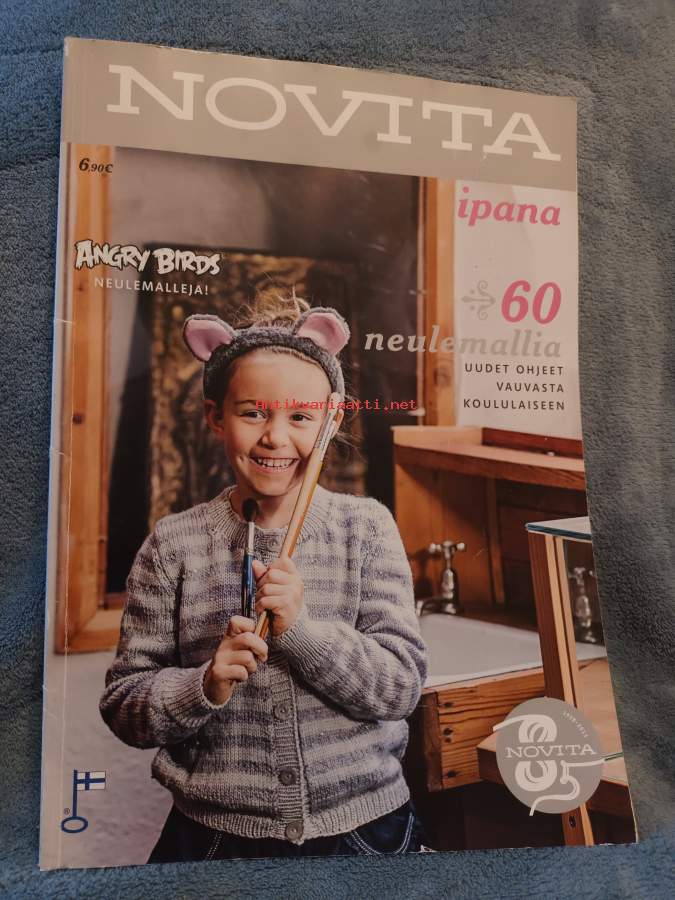 NOVITA
6,90€
ipana
ANGRY BIRDS
NEULEMALLEJA!
60
neulemallia
UUDET OHJEET
VAUVASTA
KOULULAISEEN
Antikvariaatti.net
NOVITA
85
®